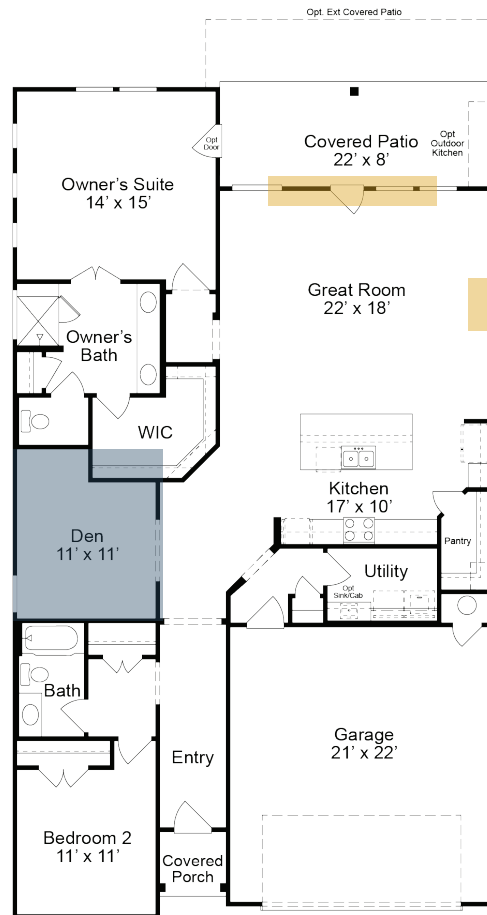 Opt. Ext Covered Patio
Opt
Door
Covered Patio
22' x 8'
Opt
Outdoor
Kitchen
Owner's Suite
14' x 15'
Great Room
22' x 18'
Owner's
Bath
WIC
Kitchen
17' x 10'
Den
11' x 11'
Pantry
Utility
Opt
Sink/Cab
Bath
Garage
21' x 22'
Entry
Bedroom 2
11' x 11'
Covered
Porch